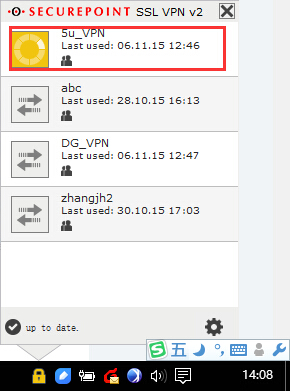 SECUREPOINT SSL VPN v2
5u_VPN
Last used: 06.11.15 12:46
abc
Last used: 28.10.15 16:13
DG_VPN
Last used: 06.11.15 12:47
zhangjh2
Last used: 30.10.15 17:03
up to date.
S 五
14:08